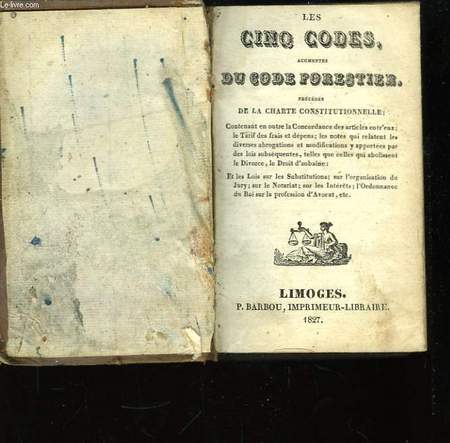 Le-livre.com
LES
CINQ CODES,
AUGMENTÉS
DU CODE FORESTIER,
PRÉCÉDÉS
DE LA CHARTE CONSTITUTIONNELLE;
Contenant en outre la Concordance des articles entr'eux;
le Tarif des frais et dépens; les notes qui relatent les
diverses abrogations et modifications y apportées par
des lois subséquentes, telles que celles qui abolissent
le Divorce, le Droit d'aubaine;
Et les Lois sur les Substitutions; sur l'organisation du
Jury; sur le Notariat; sur les Intérêts; l'Ordonnance
du Roi sur la profession d'Avocat, etc.
LIMOGES.
P. BARBOU, IMPRIMEUR-LIBRAIRE.
1827.